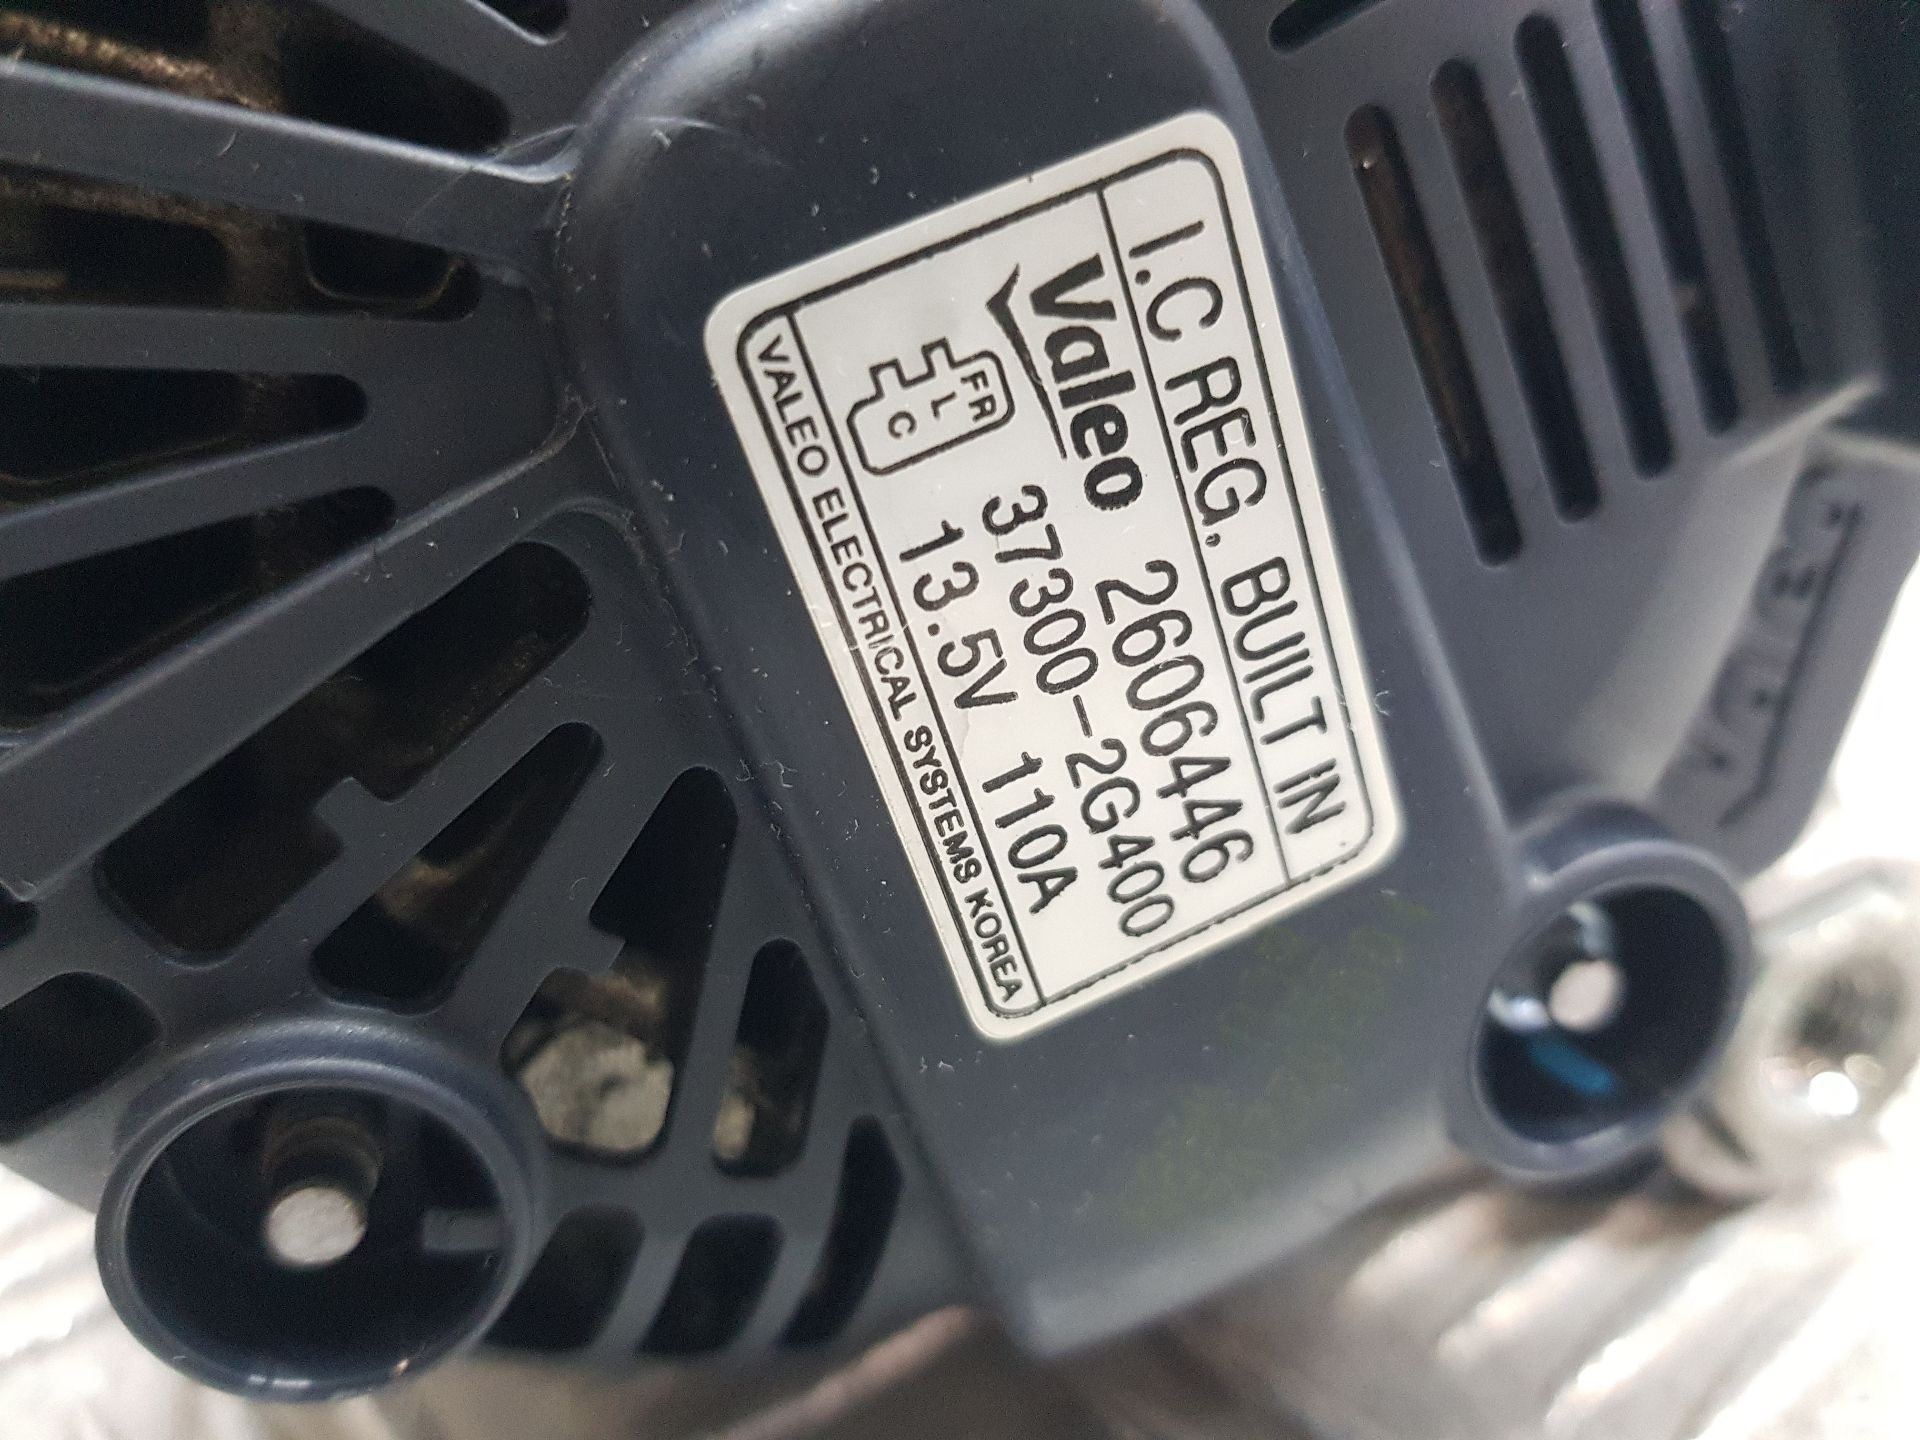 I.C REG. BUILT IN
Valeo 2606446
37300-2G400
FR
L
C
13.5V 110A
VALEO ELECTRICAL SYSTEMS KOREA